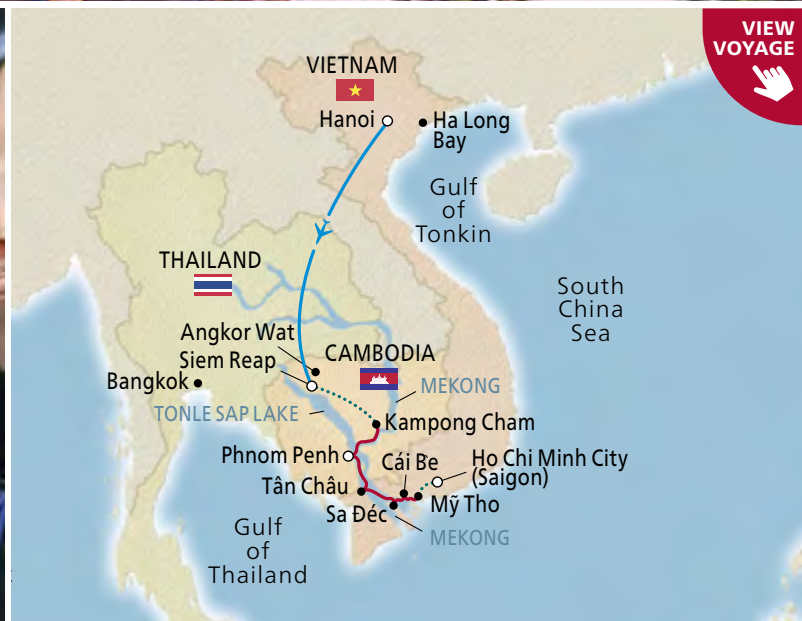 VIEW
VOYAGE
VIETNAM
Hanoi
Ha Long
Bay
Gulf
of
Tonkin
THAILAND
South
China
Sea
Angkor Wat
Siem Reap
CAMBODIA
Bangkok
MEKONG
TONLE SAP LAKE
Kampong Cham
Phnom Penh
Cái Bè
Ho Chi Minh City
(Saigon)
Tân Châu
Mỹ Tho
Sa Đéc
MEKONG
Gulf
of
Thailand